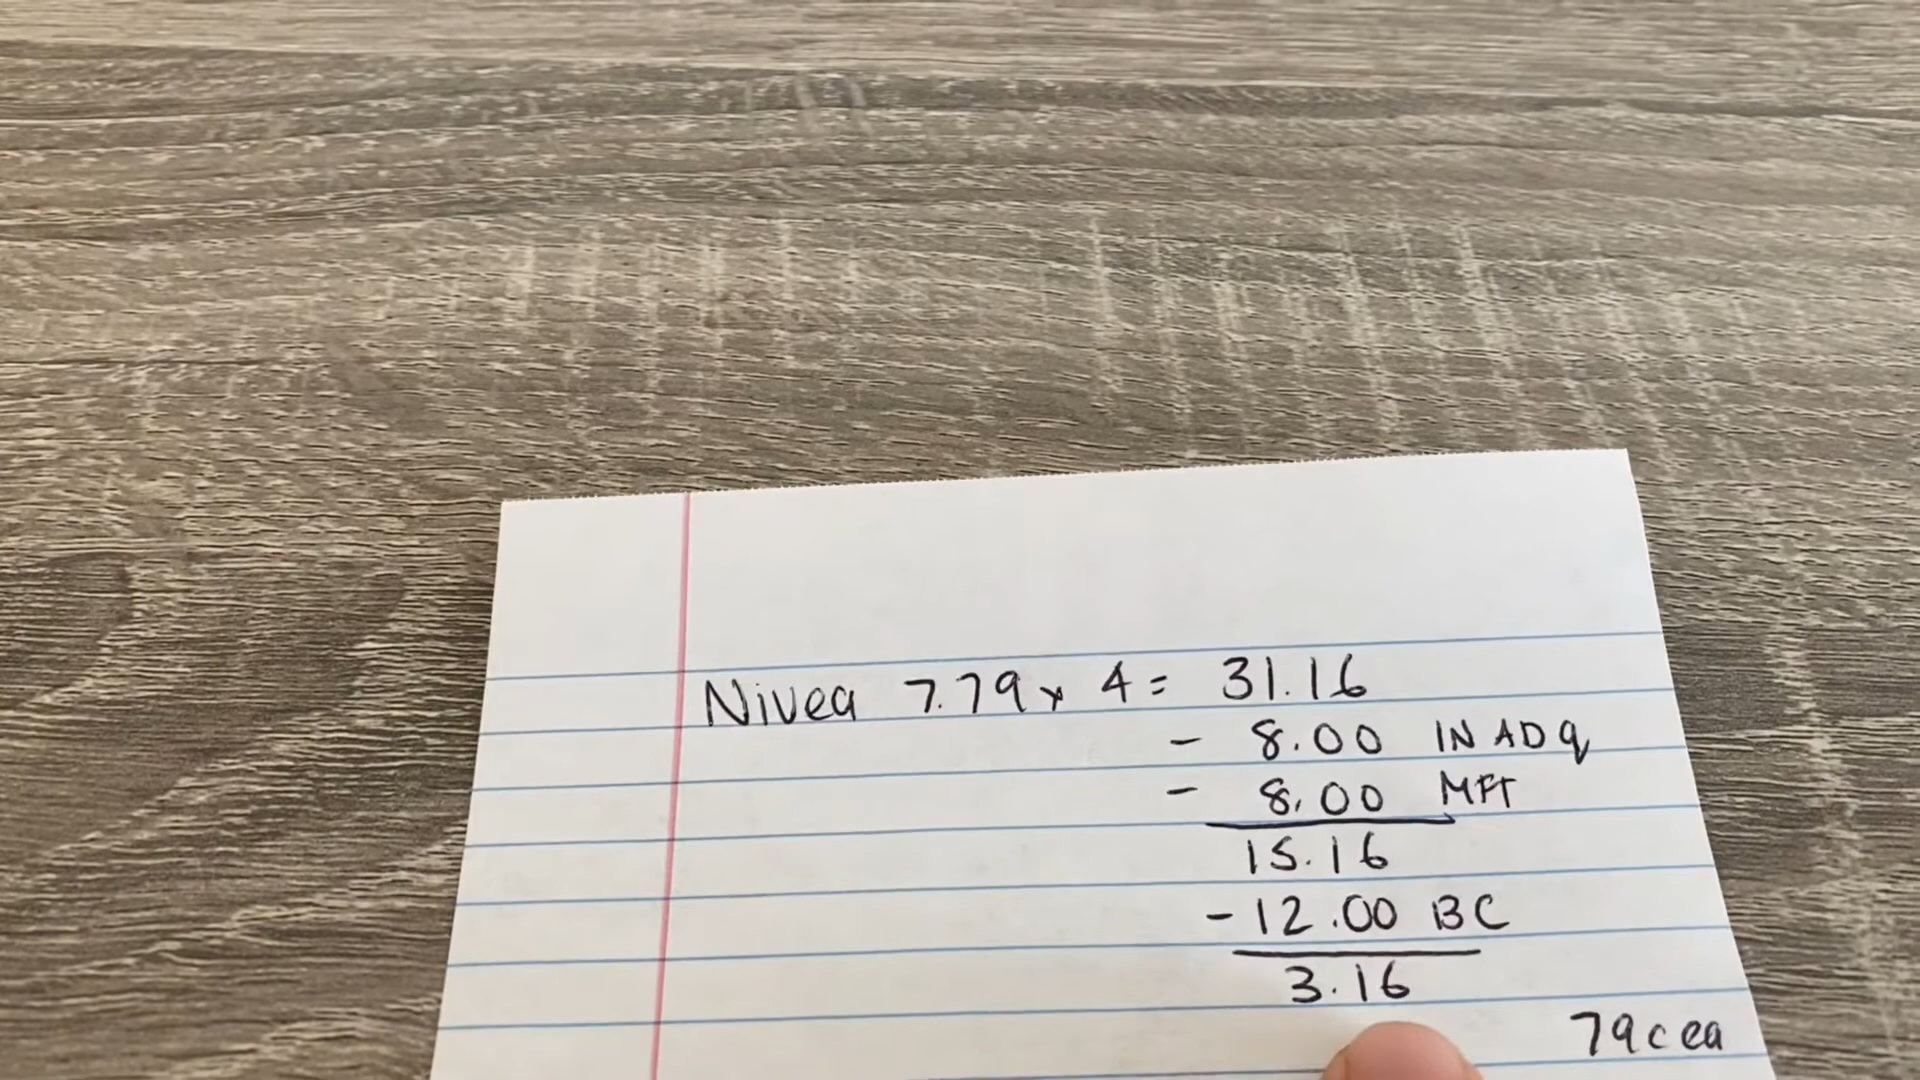 Nivea 7.79 x 4 = 31.16
- 8.00 IN AD q
- 8.00 MFT
15.16
- 12.00 BC
3.16
79c ea